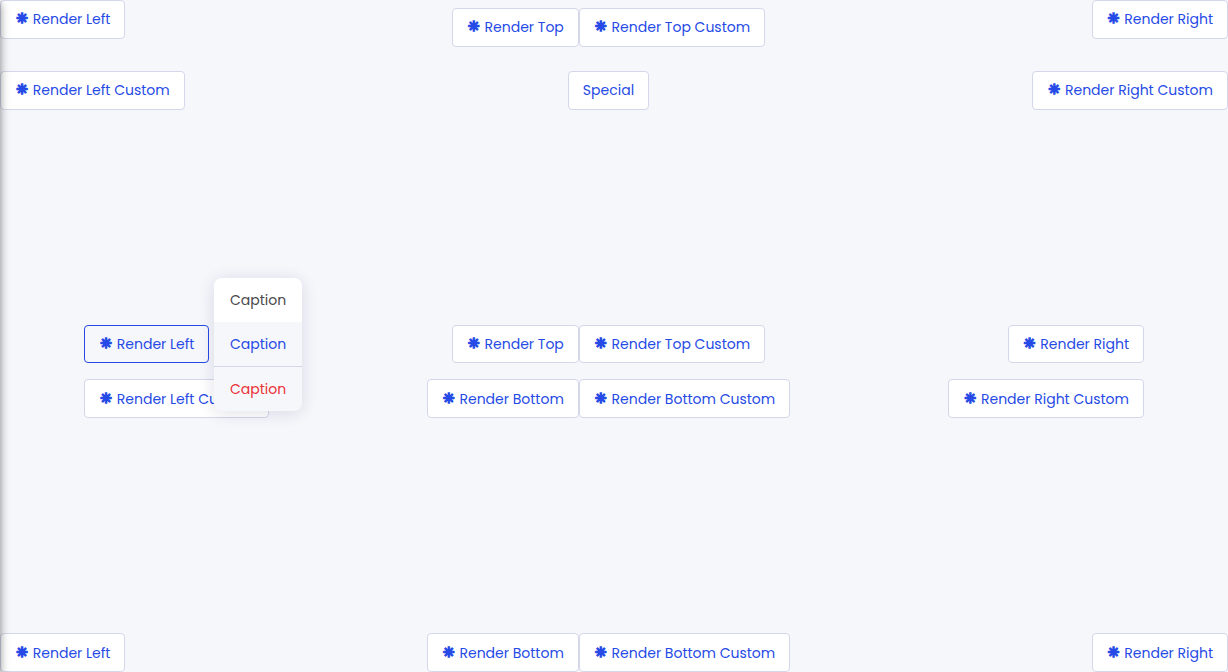 Render Left
Render Top
Render Top Custom
Render Right
Render Left Custom
Special
Render Right Custom
Caption
Render Left
Caption
Render Top
Render Top Custom
Render Right
Caption
Render Left Cu
Render Bottom
Render Bottom Custom
Render Right Custom
Render Left
Render Bottom
Render Bottom Custom
Render Right